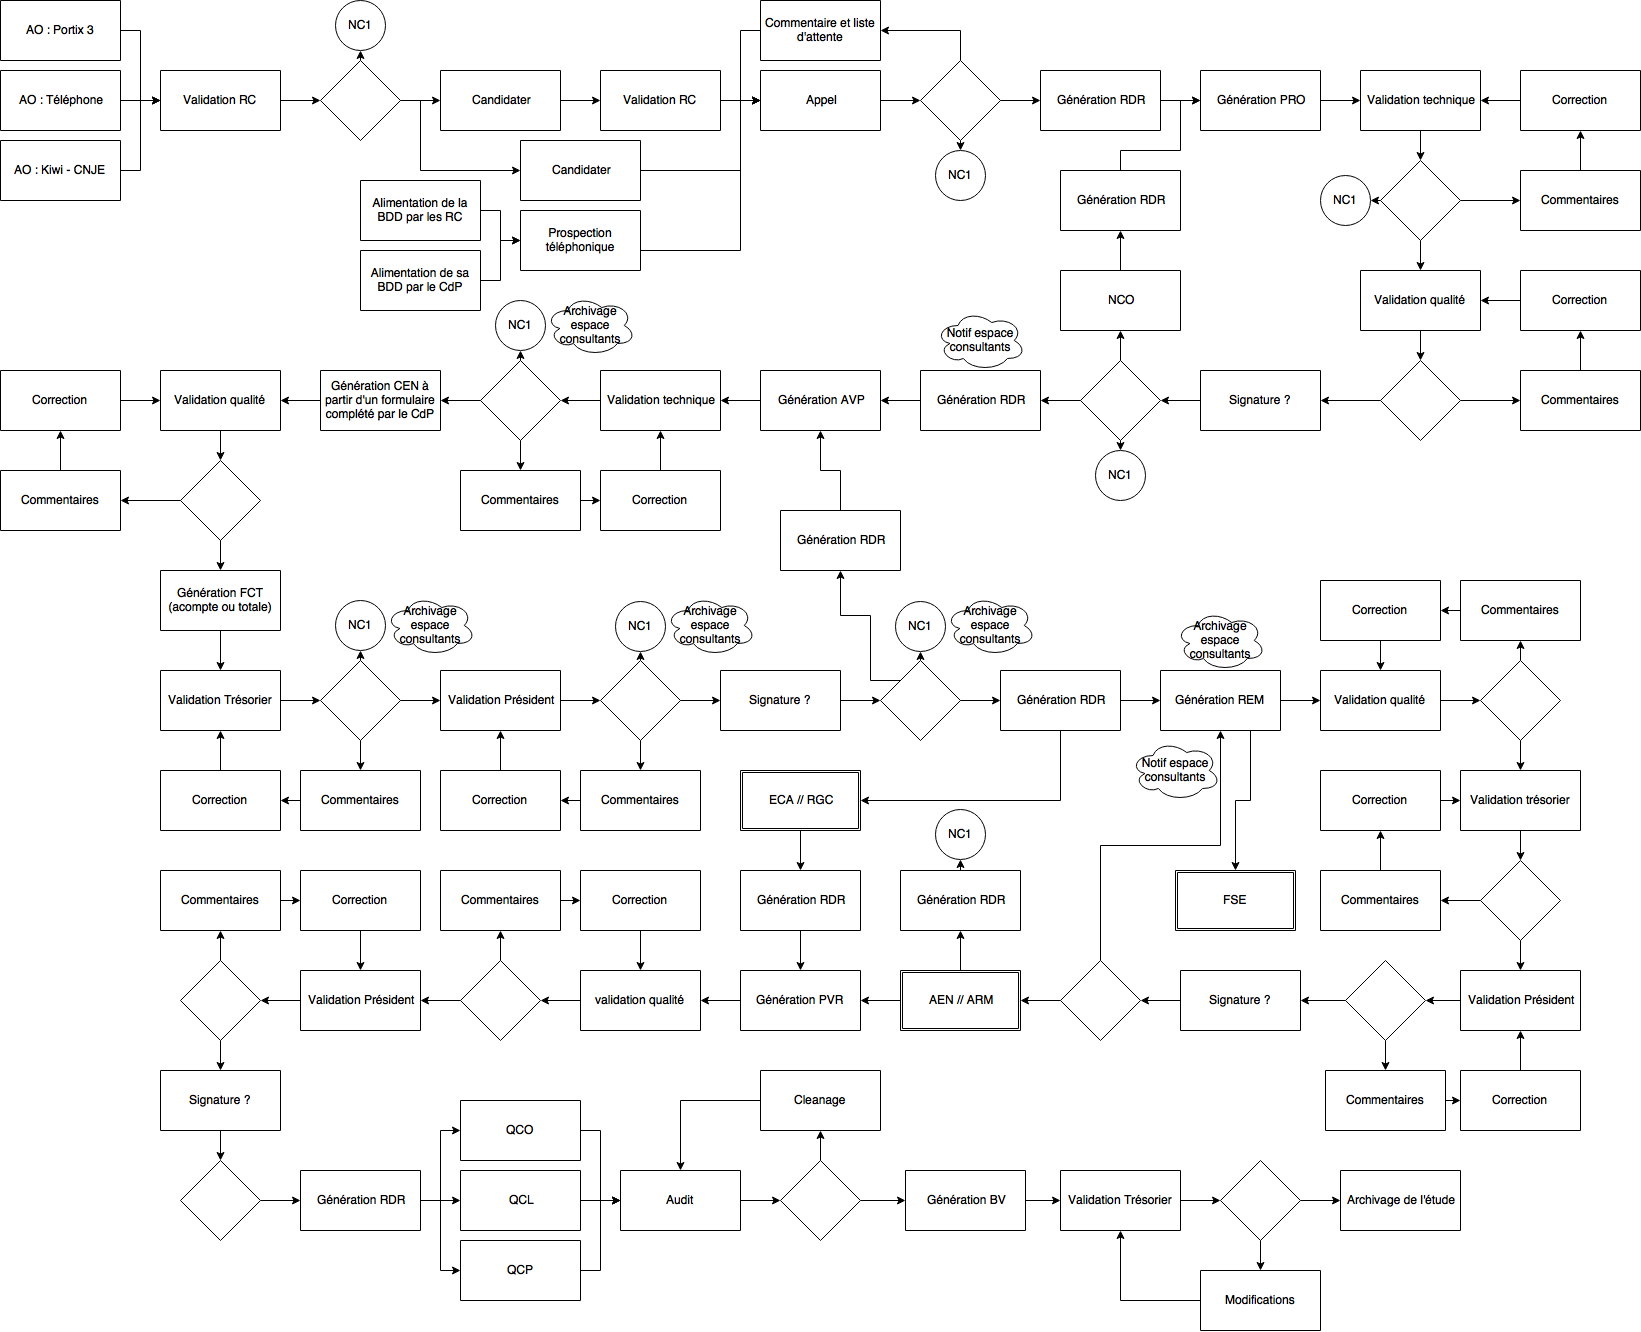 AO : Portix 3
NC1
Commentaire et liste
d'attente
AO : Téléphone
Validation RC
Candidater
Validation RC
Appel
Génération RDR
Génération PRO
Validation technique
Correction
AO : Kiwi - CNJE
Candidater
NC1
Alimentation de la
BDD par les RC
Génération RDR
NC1
Commentaires
Prospection
téléphonique
Alimentation de sa
BDD par le CdP
NCO
Validation qualité
Correction
NC1
Archivage
espace
consultants
Notif espace
consultants
Correction
Validation qualité
Génération CEN à
partir d'un formulaire
complété par le CdP
Validation technique
Génération AVP
Génération RDR
Signature ?
Commentaires
NC1
Commentaires
Commentaires
Correction
Génération RDR
Génération FCT
(acompte ou totale)
NC1
Archivage
espace
consultants
NC1
Archivage
espace
consultants
NC1
Archivage
espace
consultants
Archivage
espace
consultants
Correction
Commentaires
Validation Trésorier
Validation Président
Signature ?
Génération RDR
Génération REM
Validation qualité
Notif espace
consultants
Correction
Commentaires
Correction
Commentaires
ECA // RGC
Correction
Validation trésorier
NC1
Commentaires
Correction
Commentaires
Correction
Génération RDR
Génération RDR
FSE
Commentaires
Validation Président
validation qualité
Génération PVR
AEN // ARM
Signature ?
Validation Président
Signature ?
Cleanage
Commentaires
Correction
QCO
Génération RDR
QCL
Audit
Génération BV
Validation Trésorier
Archivage de l'étude
QCP
Modifications